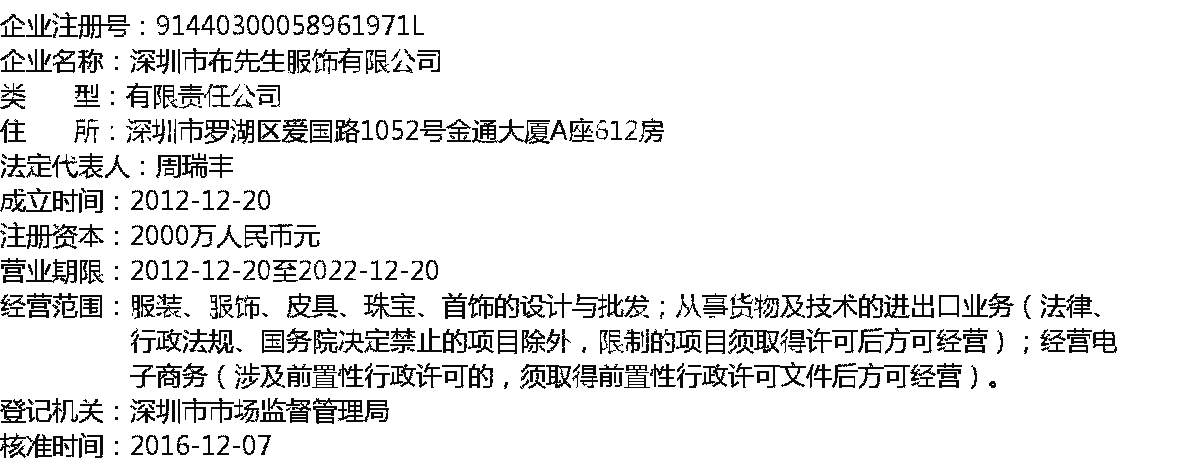 企业注册号：91440300058961971L
企业名称：深圳市布先生服饰有限公司
类　　型：有限责任公司
住　　所：深圳市罗湖区爱国路1052号金通大厦A座612房
法定代表人：周瑞丰
成立时间：2012-12-20
注册资本：2000万人民币元
营业期限：2012-12-20至2022-12-20
经营范围：服装、服饰、皮具、珠宝、首饰的设计与批发；从事货物及技术的进出口业务（法律、
行政法规、国务院决定禁止的项目除外，限制的项目须取得许可后方可经营）；经营电
子商务（涉及前置性行政许可的，须取得前置性行政许可文件后方可经营）。
登记机关：深圳市市场监督管理局
核准时间：2016-12-07